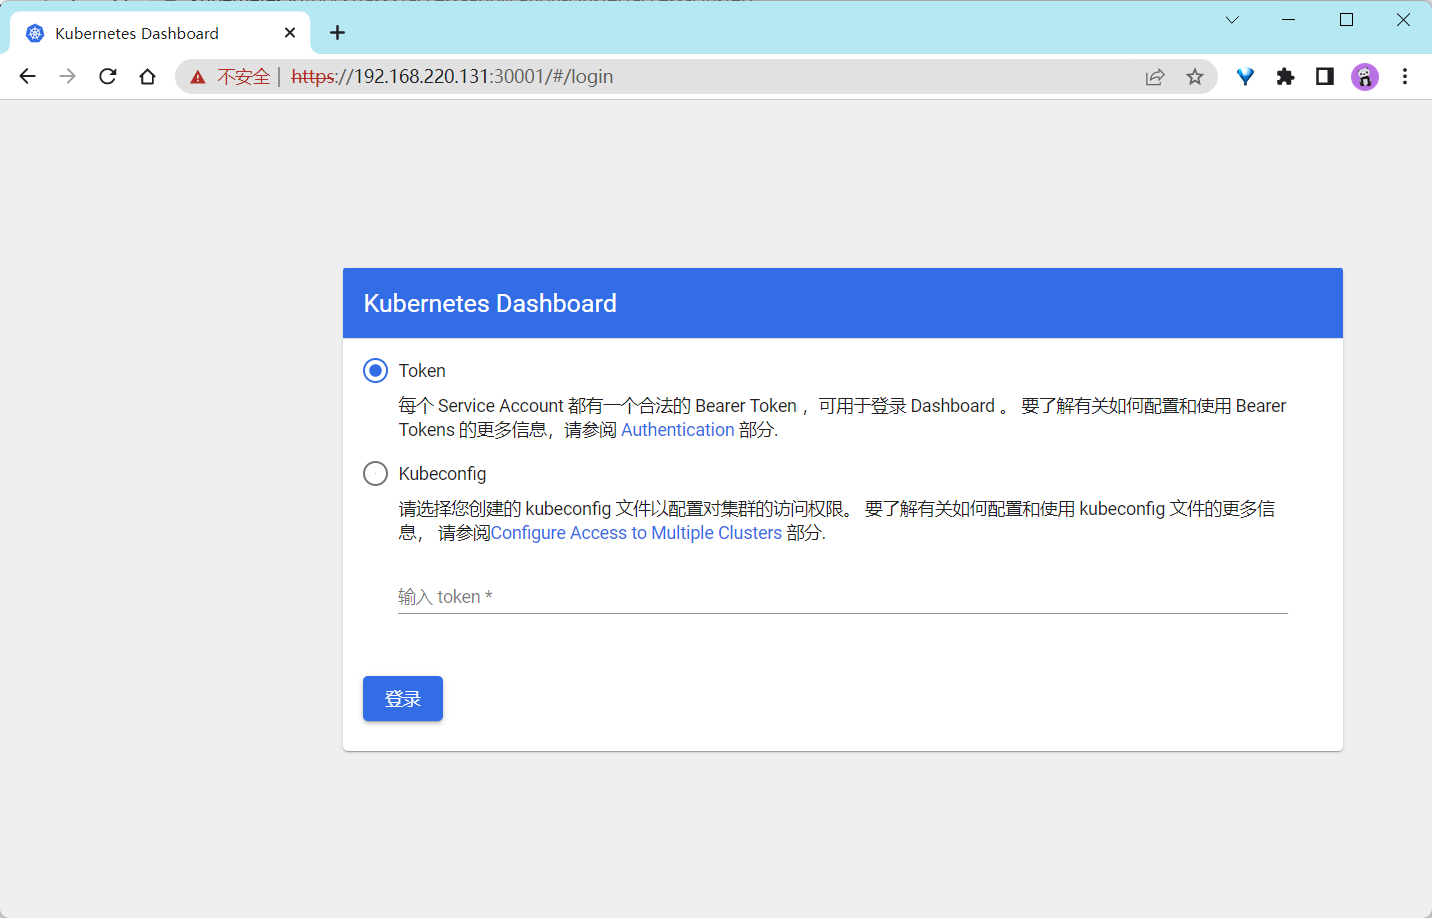 Kubernetes Dashboard
不安全 | https://192.168.220.131:30001/#/login
Kubernetes Dashboard
Token
每个 Service Account 都有一个合法的 Bearer Token ，可用于登录 Dashboard 。 要了解有关如何配置和使用 Bearer
Tokens 的更多信息，请参阅 Authentication 部分.
Kubeconfig
请选择您创建的 kubeconfig 文件以配置对集群的访问权限。 要了解有关如何配置和使用 kubeconfig 文件的更多信
息， 请参阅Configure Access to Multiple Clusters 部分.
输入 token *
登录